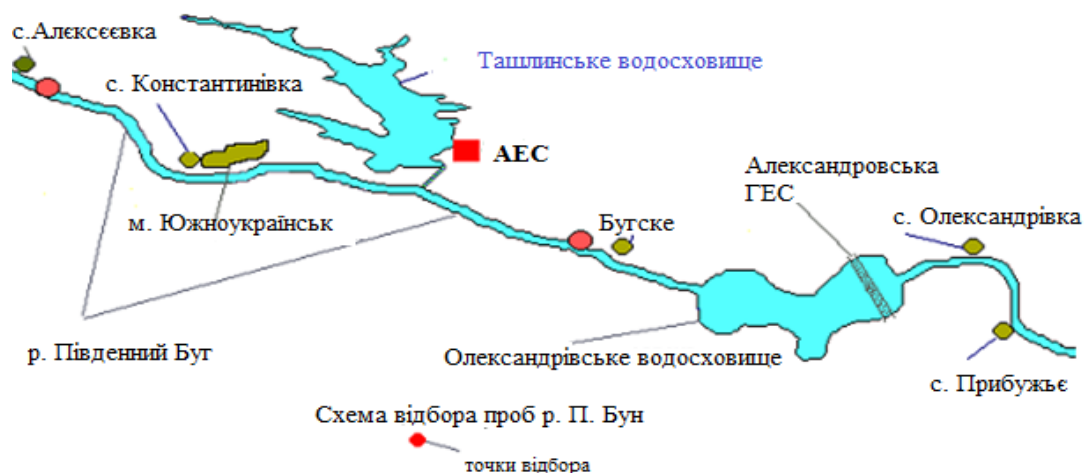 с.Алєксєєвка
с. Константинівка
Ташлинське водосховище
АЕС
Александровська
ГЕС
с. Олександрівка
м. Южноукраїнськ
Бугске
р. Південний Буг
Олександрівське водосховище
с. Прибужьє
Схема відбора проб р. П. Бун
точки відбора